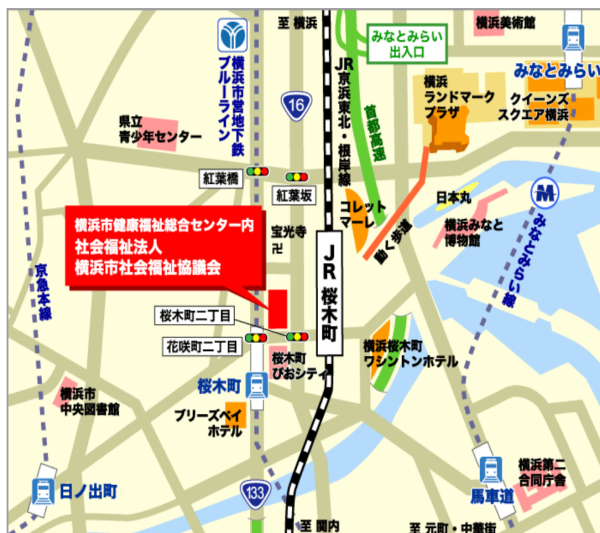 至 横浜
横浜美術館
みなとみらい
出入口
横浜市営地下鉄
ブルーライン
JR京浜東北・根岸線
首都高速
みなとみらい
横浜
ランドマーク
プラザ
クイーンズ
スクエア横浜
16
県立
青少年センター
紅葉橋
紅葉坂
コレット
マーレ
日本丸
M
横浜みなと
博物館
みなとみらい線
動く歩道
宝光寺
卍
横浜市健康福祉総合センター内
社会福祉法人
横浜市社会福祉協議会
JR桜木町
京急本線
桜木町二丁目
花咲町二丁目
桜木町
ぴおシティ
横浜桜木町
ワシントンホテル
桜木町
横浜市
中央図書館
ブリーズベイ
ホテル
日ノ出町
133
馬車道
横浜第二
合同庁舎
至 関内
至 元町・中華街